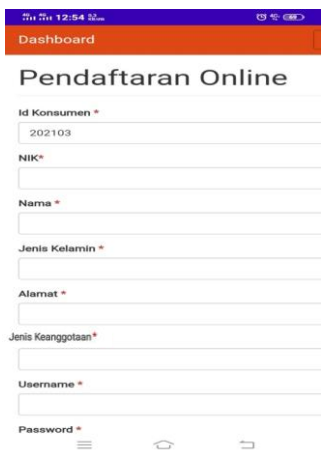 12:54
Dashboard
Pendaftaran Online
Id Konsumen *
202103
NIK*
Nama *
Jenis Kelamin *
Alamat *
Jenis Keanggotaan*
Username *
Password *